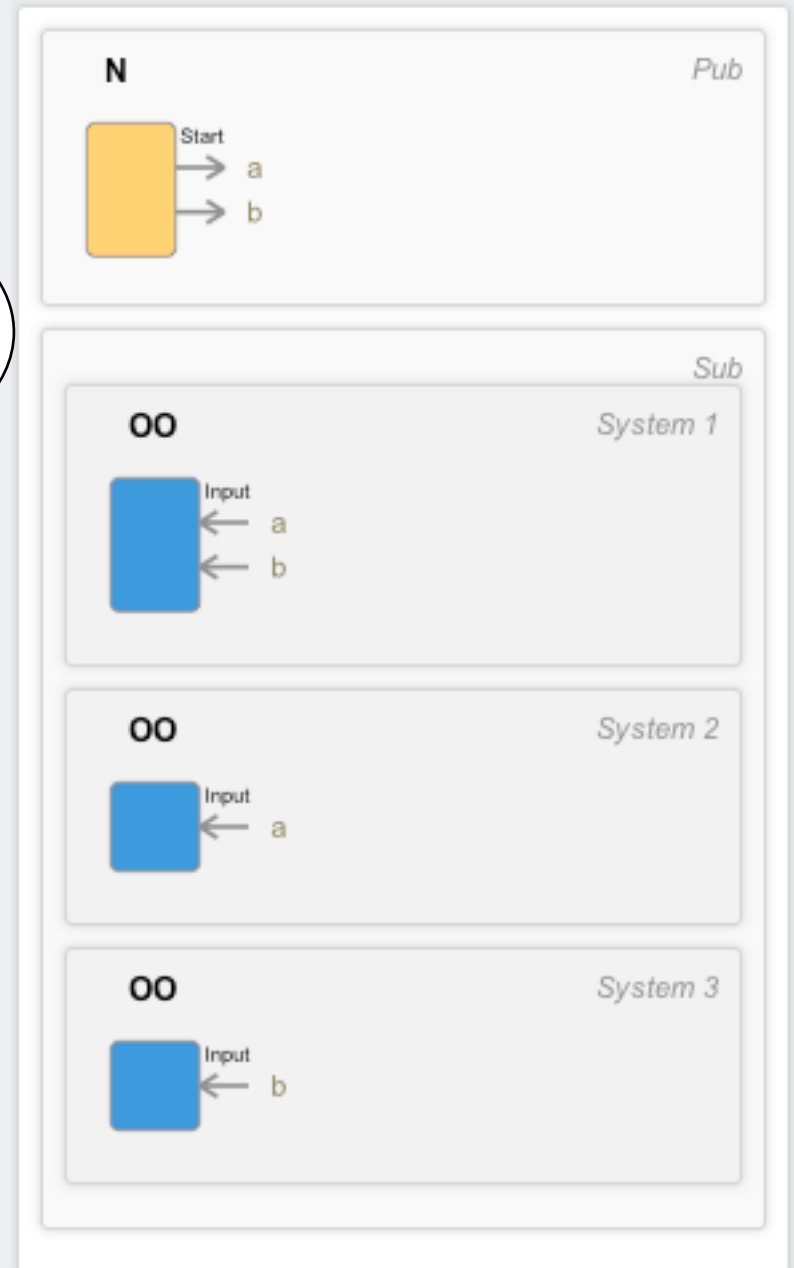 N Pub
Start
a
b
Sub
OO System 1
Input
a
b
OO System 2
Input
a
OO System 3
Input
b